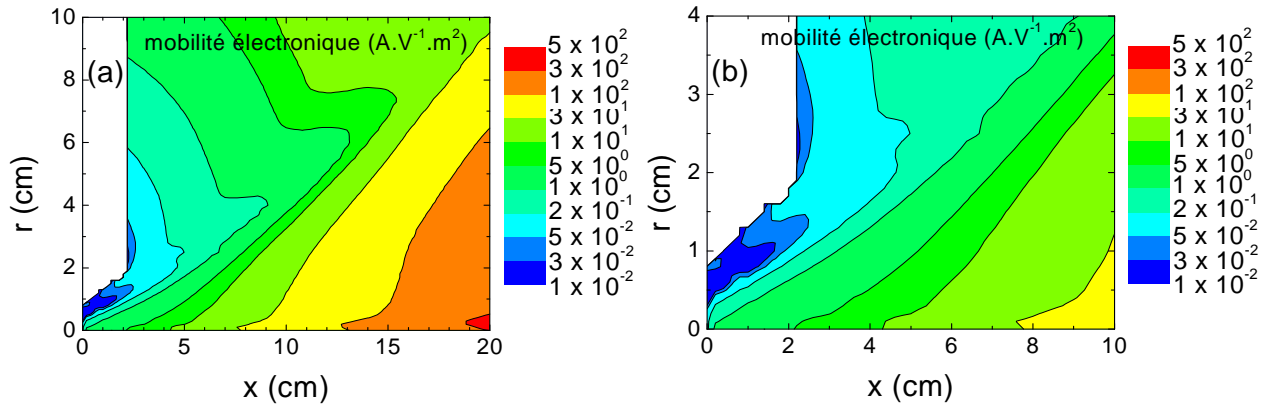 mobilité électronique (A.V⁻¹.m²)
(a)
10
8
6
4
2
0
r (cm)
0
5
10
15
20
x (cm)
5 x 10²
3 x 10²
1 x 10²
3 x 10¹
1 x 10¹
5 x 10⁰
1 x 10⁰
2 x 10⁻¹
5 x 10⁻²
3 x 10⁻²
1 x 10⁻²
mobilité électronique (A.V⁻¹.m²)
(b)
4
3
2
1
0
r (cm)
0
2
4
6
8
10
x (cm)
5 x 10²
3 x 10²
1 x 10²
3 x 10¹
1 x 10¹
5 x 10⁰
1 x 10⁰
2 x 10⁻¹
5 x 10⁻²
3 x 10⁻²
1 x 10⁻²